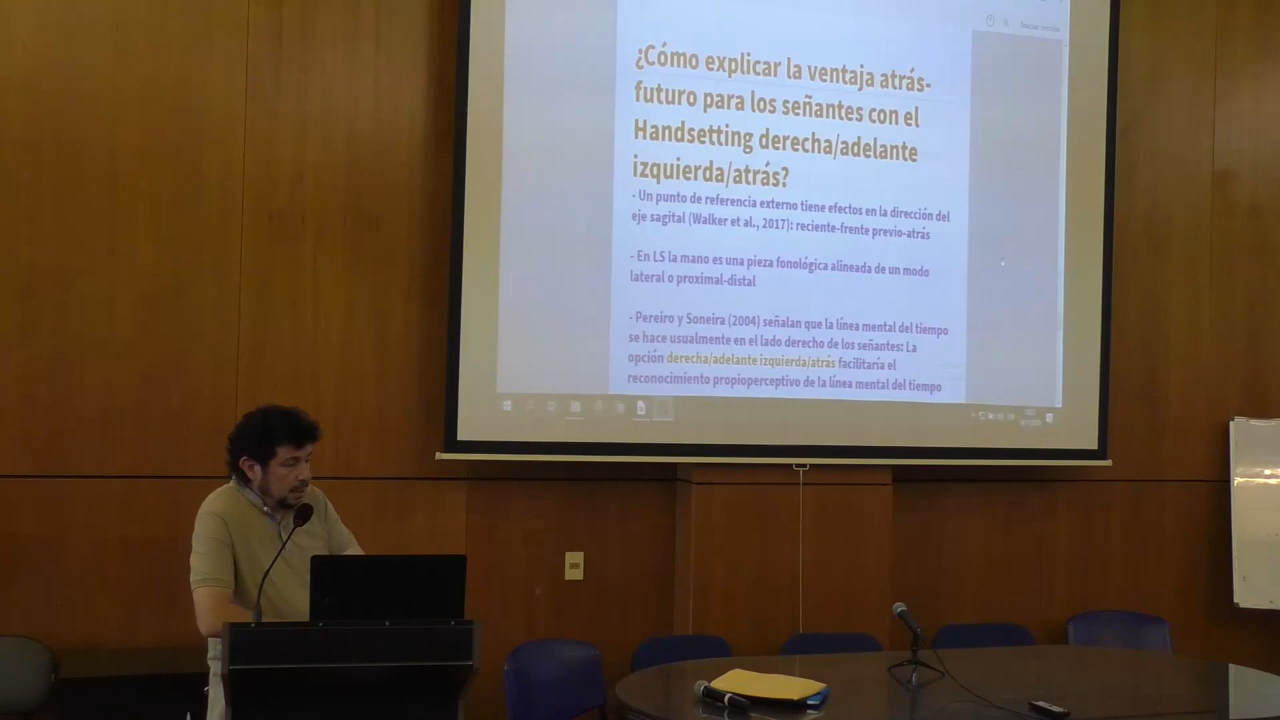 Iniciar sesión
¿Cómo explicar la ventaja atrás-
futuro para los señantes con el
Handsetting derecha/adelante
izquierda/atrás?
- Un punto de referencia externo tiene efectos en la dirección del
eje sagital (Walker et al., 2017): reciente-frente previo-atrás
- En LS la mano es una pieza fonológica alineada de un modo
lateral o proximal-distal
- Pereiro y Soneira (2004) señalan que la línea mental del tiempo
se hace usualmente en el lado derecho de los señantes: La
opción derecha/adelante izquierda/atrás facilitaría el
reconocimiento propioperceptivo de la línea mental del tiempo